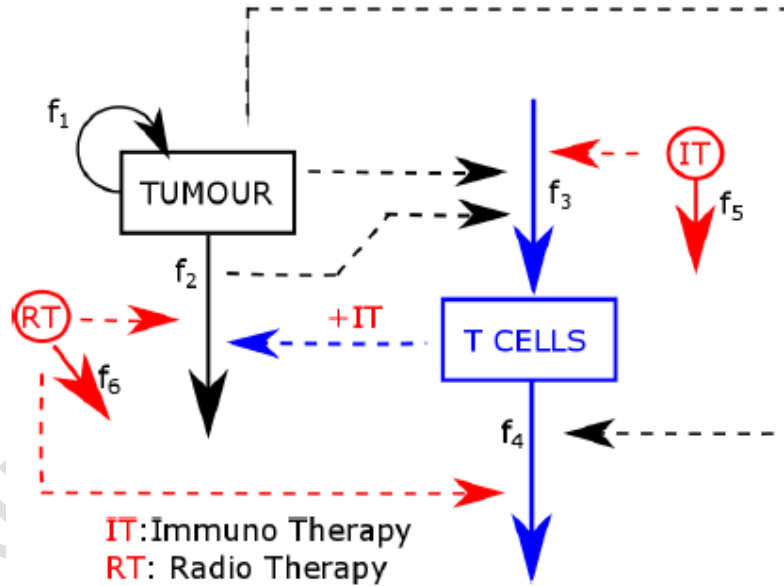 f₁
IT
TUMOUR
f₃
f₅
f₂
RT
+IT
T CELLS
f₆
f₄
IT:Immuno Therapy
RT: Radio Therapy